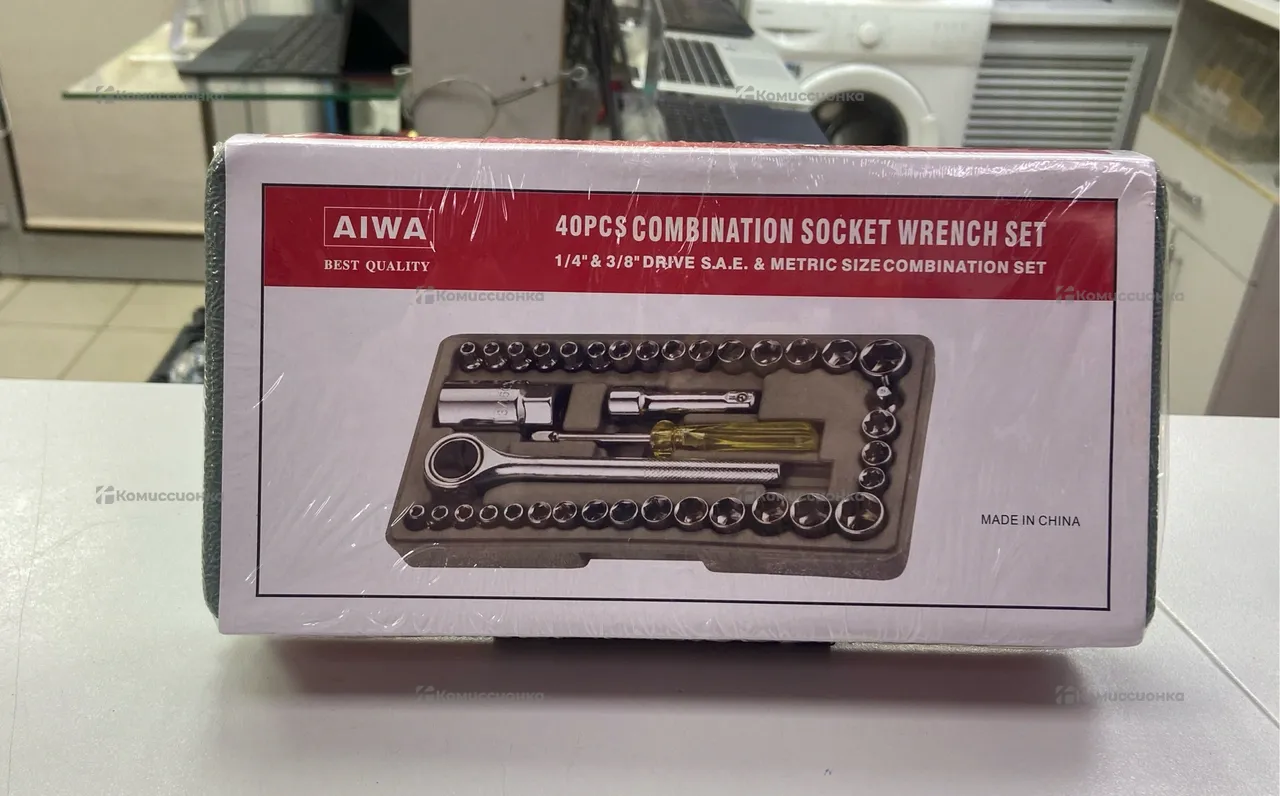 Комиссионка
Комиссионка
AIWA
BEST QUALITY
40PCS COMBINATION SOCKET WRENCH SET
1/4" & 3/8" DRIVE S.A.E. & METRIC SIZE COMBINATION SET
Комиссионка
Комиссионка
MADE IN CHINA
Комиссионка
Комиссионка
Комиссионка
Комиссионка